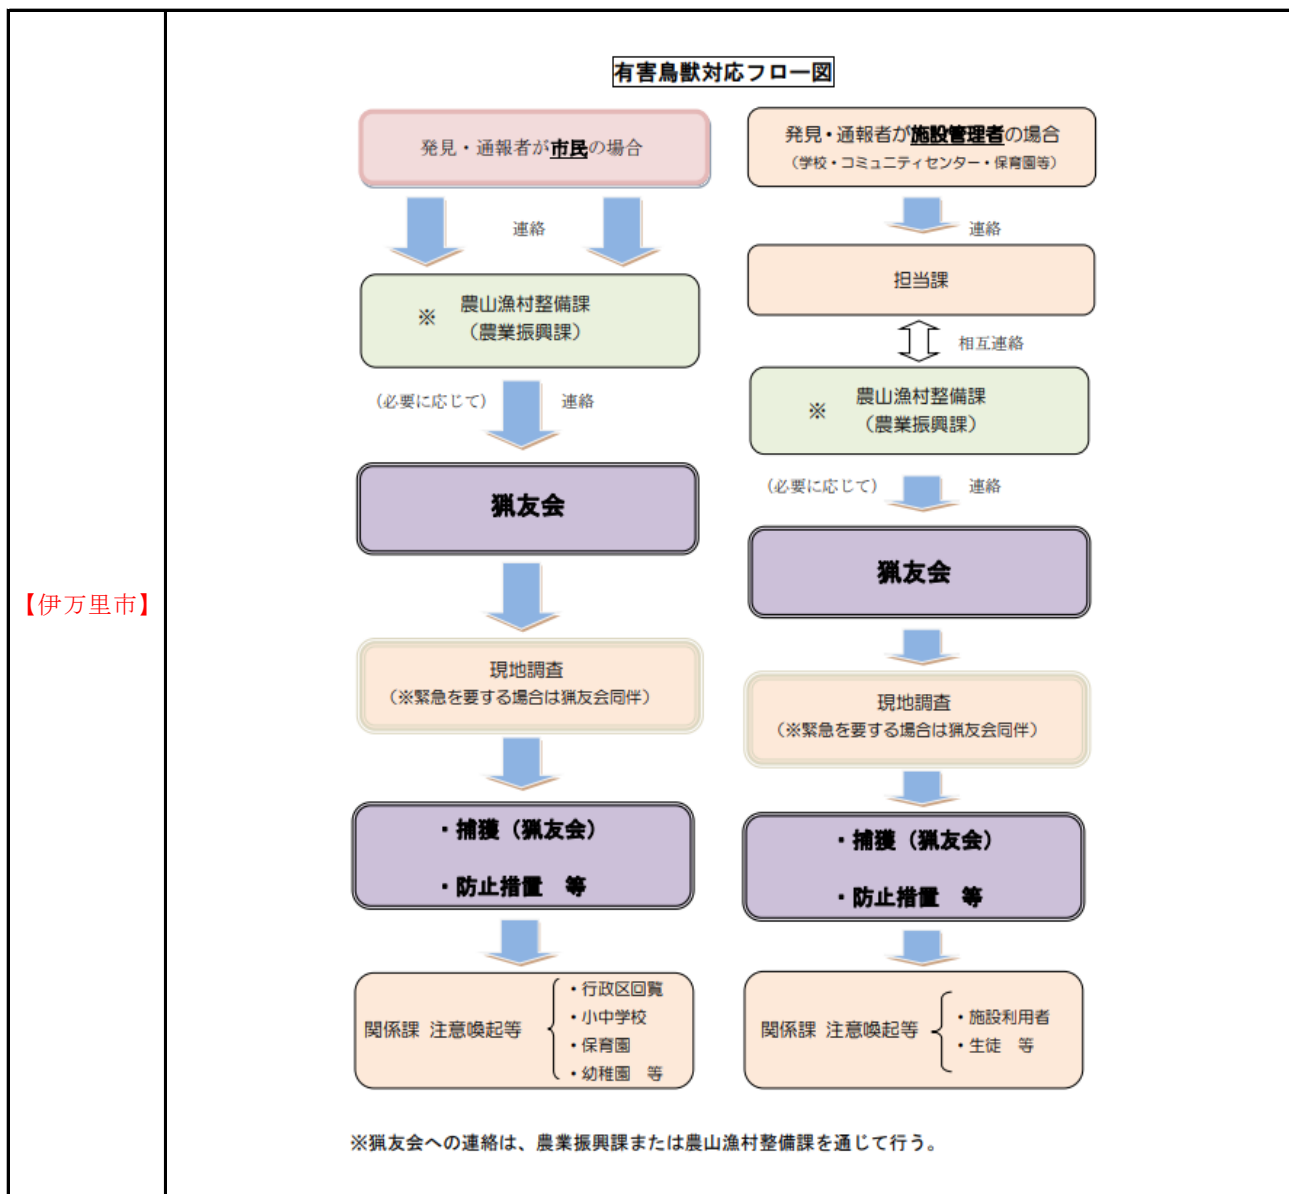 【伊万里市】
有害鳥獣対応フロー図
発見・通報者が市民の場合
連絡
※ 農山漁村整備課
（農業振興課）
（必要に応じて） 連絡
猟友会
現地調査
（※緊急を要する場合は猟友会同伴）
・捕獲（猟友会）
・防止措置　等
関係課 注意喚起等
・行政区回覧
・小中学校
・保育園
・幼稚園　等
発見・通報者が施設管理者の場合
（学校・コミュニティセンター・保育園等）
連絡
担当課
相互連絡
※ 農山漁村整備課
（農業振興課）
（必要に応じて） 連絡
猟友会
現地調査
（※緊急を要する場合は猟友会同伴）
・捕獲（猟友会）
・防止措置　等
関係課 注意喚起等
・施設利用者
・生徒　等
※猟友会への連絡は、農業振興課または農山漁村整備課を通じて行う。